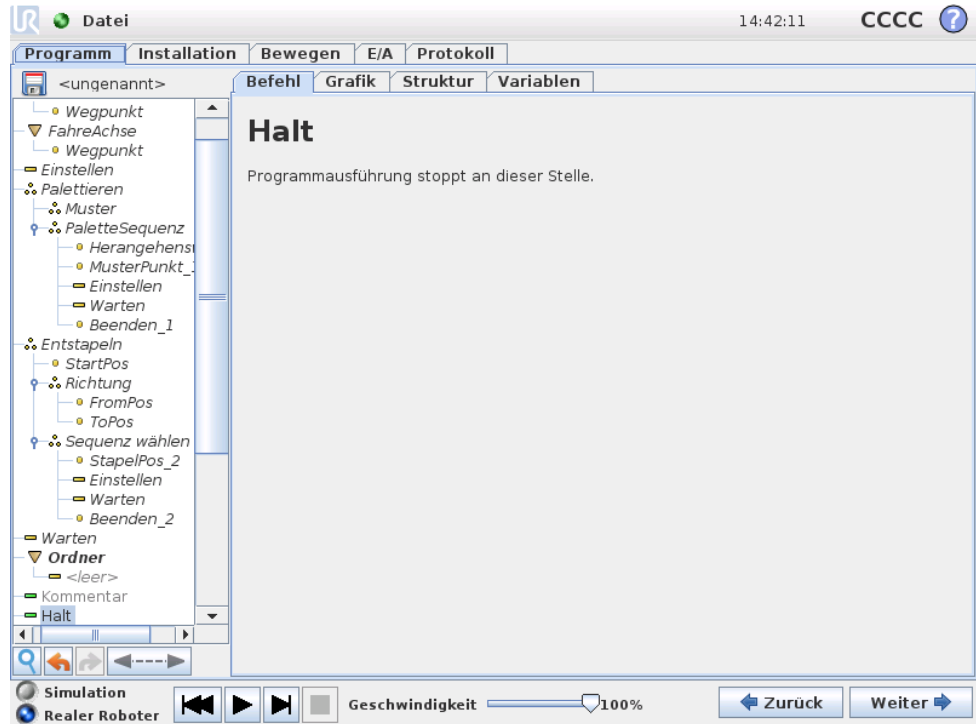 UR Datei 14:42:11 CCCC ?
Programm Installation Bewegen E/A Protokoll
<ungenannt>
Befehl Grafik Struktur Variablen
Wegpunkt
FahreAchse
Wegpunkt
Einstellen
Palettieren
Muster
PaletteSequenz
Herangehens
MusterPunkt_
Einstellen
Warten
Beenden_1
Entstapeln
StartPos
Richtung
FromPos
ToPos
Sequenz wählen
StapelPos_2
Einstellen
Warten
Beenden_2
Warten
Ordner
<leer>
Kommentar
Halt
Halt
Programmausführung stoppt an dieser Stelle.
Simulation
Realer Roboter
Geschwindigkeit 100%
Zurück Weiter